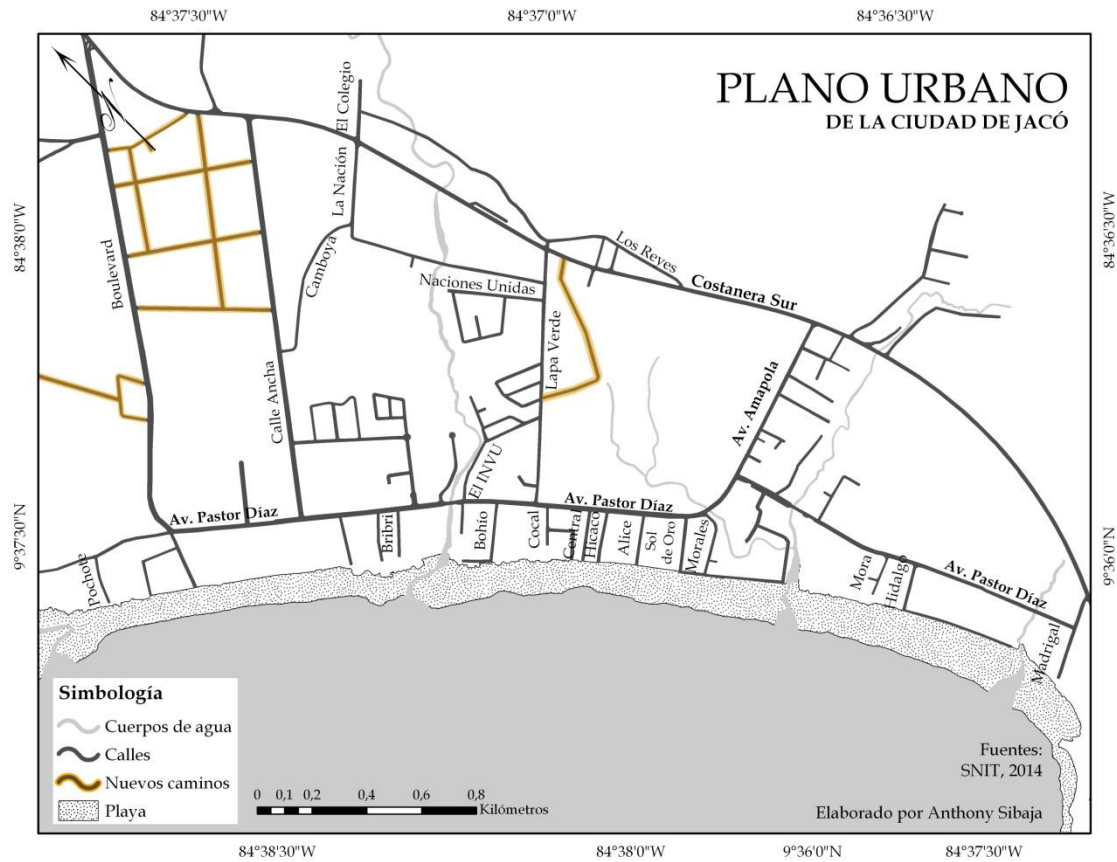 84°37'30"W
84°37'0"W
84°36'30"W
PLANO URBANO
DE LA CIUDAD DE JACÓ
N
84°38'0"W
9°37'30"N
84°36'30"W
9°36'0"N
El Colegio
La Nación
Camboya
Boulevard
Calle Ancha
Naciones Unidas
Los Reyes
Costanera Sur
Lapa Verde
Av. Amapola
El INVU
Av. Pastor Díaz
Av. Pastor Díaz
Av. Pastor Díaz
Pochote
Bribri
Bohío
Cocal
Central
Hicaco
Alice
Sol
de Oro
Morales
Mora
Hidalgo
Madrigal
Simbología
Cuerpos de agua
Calles
Nuevos caminos
Playa
0 0,1 0,2 0,4 0,6 0,8
Kilómetros
Fuentes:
SNIT, 2014
Elaborado por Anthony Sibaja
84°38'30"W
84°38'0"W
9°36'0"N
84°37'30"W